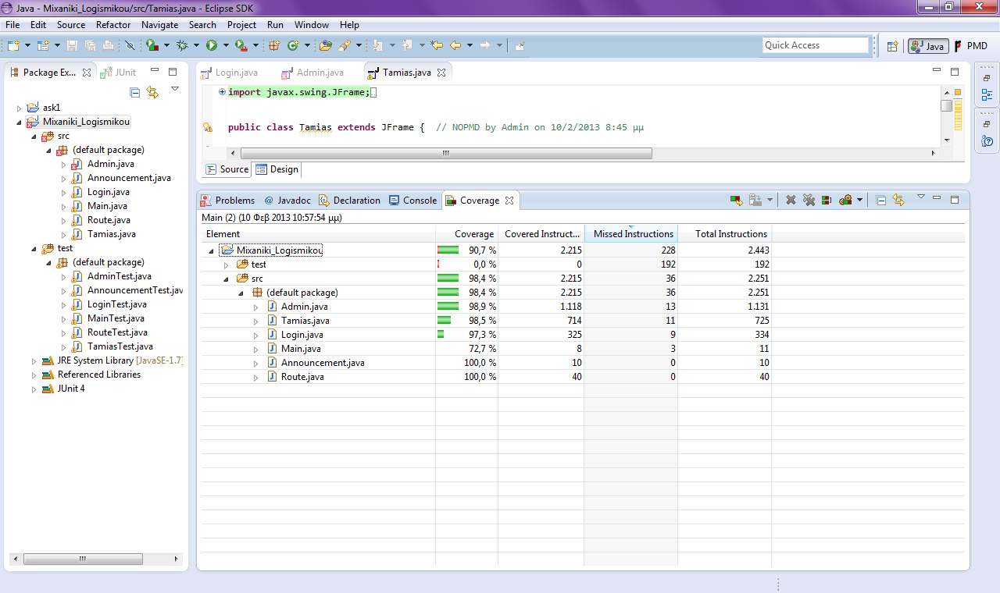 Java - Mixaniki_Logismikou/src/Tamias.java - Eclipse SDK
File Edit Source Refactor Navigate Search Project Run Window Help
Quick Access Java PMD
Package Ex... JUnit
ask1
Mixaniki_Logismikou
src
(default package)
Admin.java
Announcement.java
Login.java
Main.java
Route.java
Tamias.java
test
(default package)
AdminTest.java
AnnouncementTest.jav
LoginTest.java
MainTest.java
RouteTest.java
TamiasTest.java
JRE System Library [JavaSE-1.7]
Referenced Libraries
JUnit 4
Login.java Admin.java Tamias.java
import javax.swing.JFrame;
public class Tamias extends JFrame { // NOPMD by Admin on 10/2/2013 8:45 μμ
Source Design
Problems @ Javadoc Declaration Console Coverage
Main (2) (10 Φεβ 2013 10:57:54 μμ)
Element Coverage Covered Instruct... Missed Instructions Total Instructions
Mixaniki_Logismikou 90,7 % 2.215 228 2.443
test 0,0 % 0 192 192
src 98,4 % 2.215 36 2.251
(default package) 98,4 % 2.215 36 2.251
Admin.java 98,9 % 1.118 13 1.131
Tamias.java 98,5 % 714 11 725
Login.java 97,3 % 325 9 334
Main.java 72,7 % 8 3 11
Announcement.java 100,0 % 10 0 10
Route.java 100,0 % 40 0 40